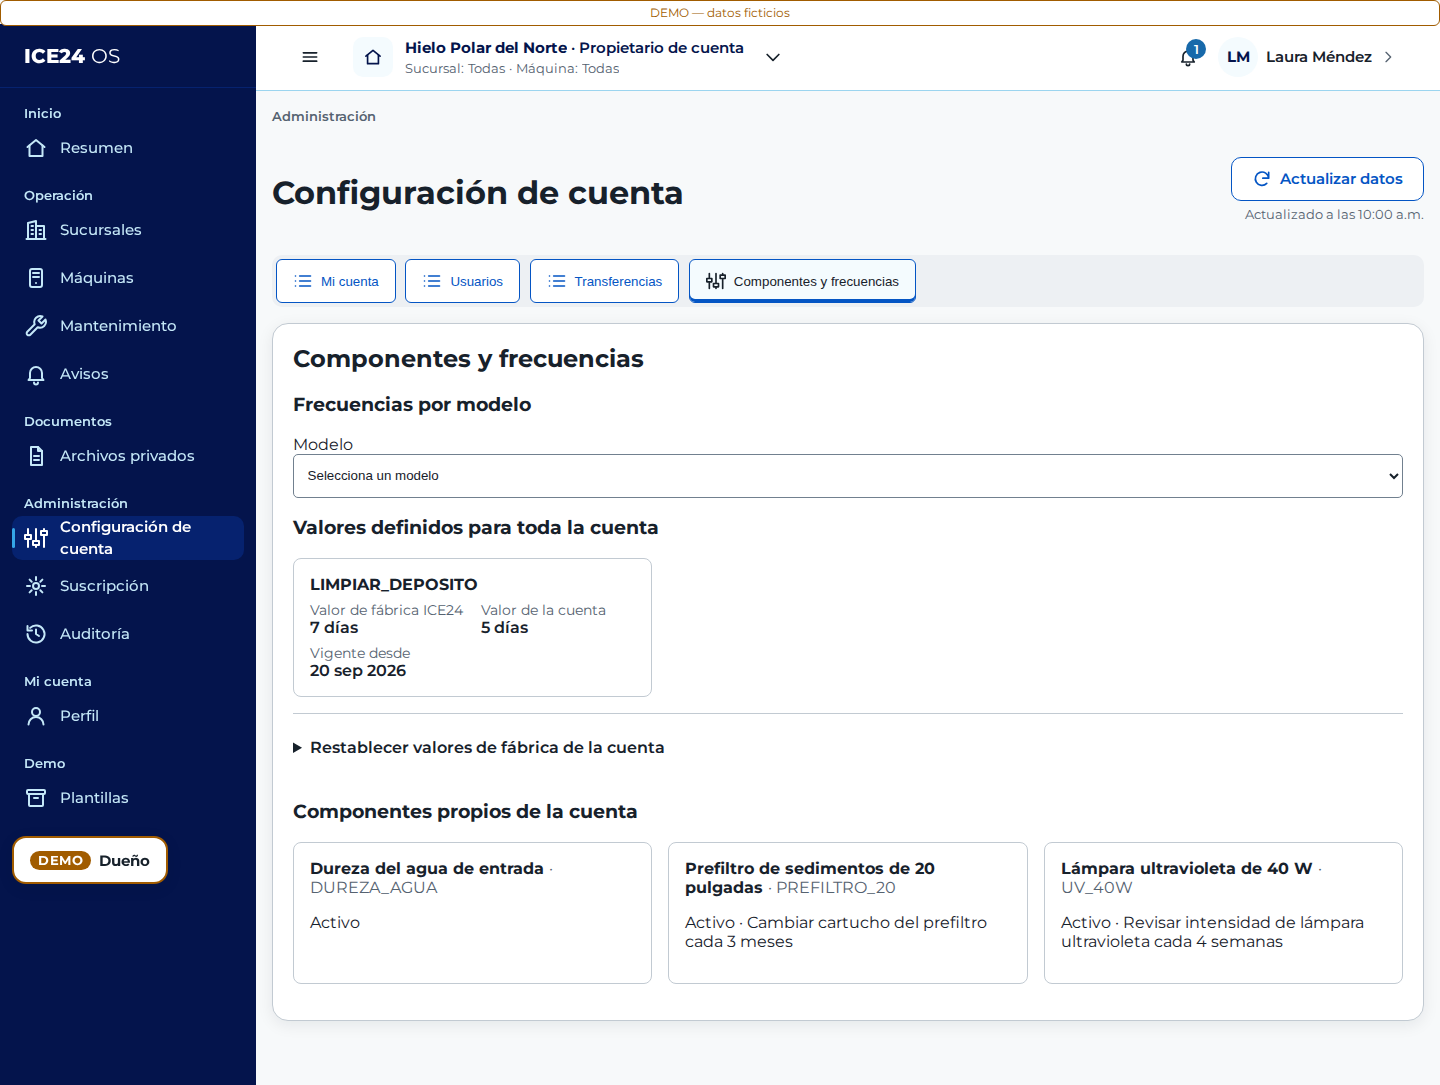 DEMO — datos ficticios
ICE24 OS
Inicio
Resumen
Operación
Sucursales
Máquinas
Mantenimiento
Avisos
Documentos
Archivos privados
Administración
Configuración de
cuenta
Suscripción
Auditoría
Mi cuenta
Perfil
Demo
Plantillas
DEMO Dueño
Hielo Polar del Norte · Propietario de cuenta
Sucursal: Todas · Máquina: Todas
1
LM Laura Méndez
Administración
Configuración de cuenta
Actualizar datos
Actualizado a las 10:00 a.m.
Mi cuenta
Usuarios
Transferencias
Componentes y frecuencias
Componentes y frecuencias
Frecuencias por modelo
Modelo
Selecciona un modelo
Valores definidos para toda la cuenta
LIMPIAR_DEPOSITO
Valor de fábrica ICE24 Valor de la cuenta
7 días 5 días
Vigente desde
20 sep 2026
Restablecer valores de fábrica de la cuenta
Componentes propios de la cuenta
Dureza del agua de entrada ·
DUREZA_AGUA
Activo
Prefiltro de sedimentos de 20
pulgadas · PREFILTRO_20
Activo · Cambiar cartucho del prefiltro
cada 3 meses
Lámpara ultravioleta de 40 W ·
UV_40W
Activo · Revisar intensidad de lámpara
ultravioleta cada 4 semanas